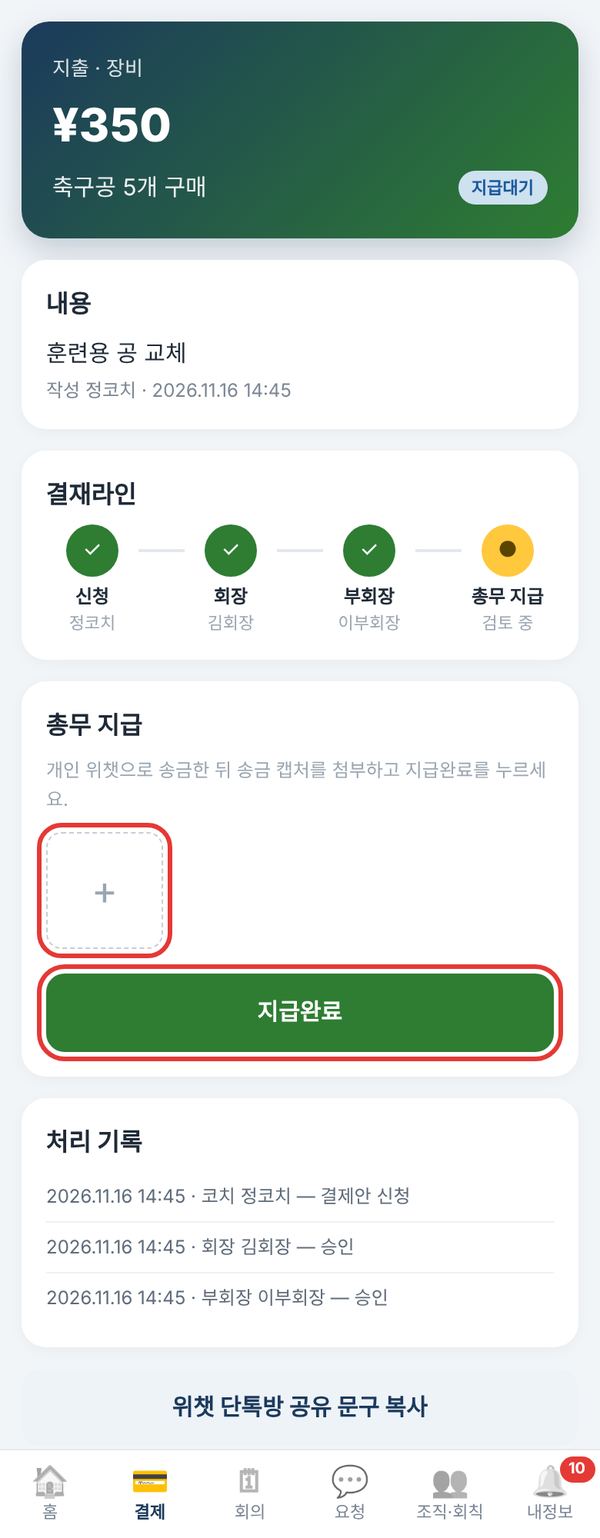 지출 · 장비
¥350
축구공 5개 구매
지급대기
내용
훈련용 공 교체
작성 정코치 · 2026.11.16 14:45
결재라인
신청
회장
부회장
총무 지급
정코치
김회장
이부회장
검토 중
총무 지급
개인 위챗으로 송금한 뒤 송금 캡처를 첨부하고 지급완료를 누르세
요.
+
지급완료
처리 기록
2026.11.16 14:45 · 코치 정코치 — 결제안 신청
2026.11.16 14:45 · 회장 김회장 — 승인
2026.11.16 14:45 · 부회장 이부회장 — 승인
위챗 단톡방 공유 문구 복사
10
홈
결제
회의
요청
조직·회칙
내정보